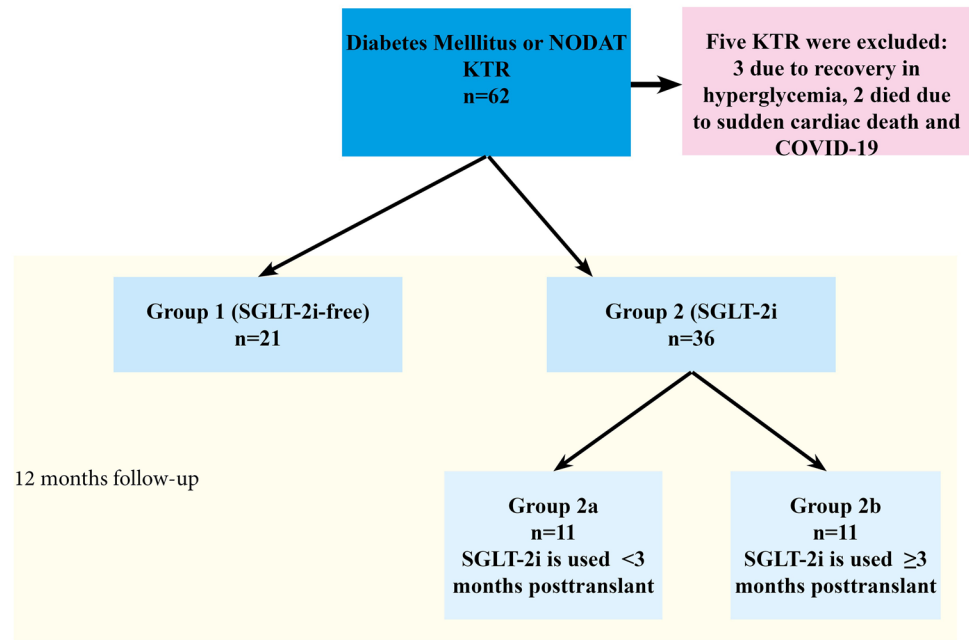 Diabetes Melllitus or NODAT
KTR
n=62
Five KTR were excluded:
3 due to recovery in
hyperglycemia, 2 died due
to sudden cardiac death and
COVID-19
Group 1 (SGLT-2i-free)
n=21
Group 2 (SGLT-2i
n=36
12 months follow-up
Group 2a
n=11
SGLT-2i is used <3
months posttranslant
Group 2b
n=11
SGLT-2i is used ≥3
months posttransplant